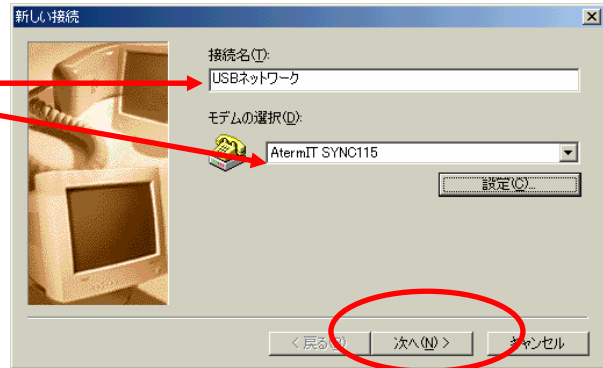 新しい接続
接続名(T):
USBネットワーク
モデムの選択(D):
AtermIT SYNC115
設定(C)...
< 戻る(B)
次へ(N) >
キャンセル